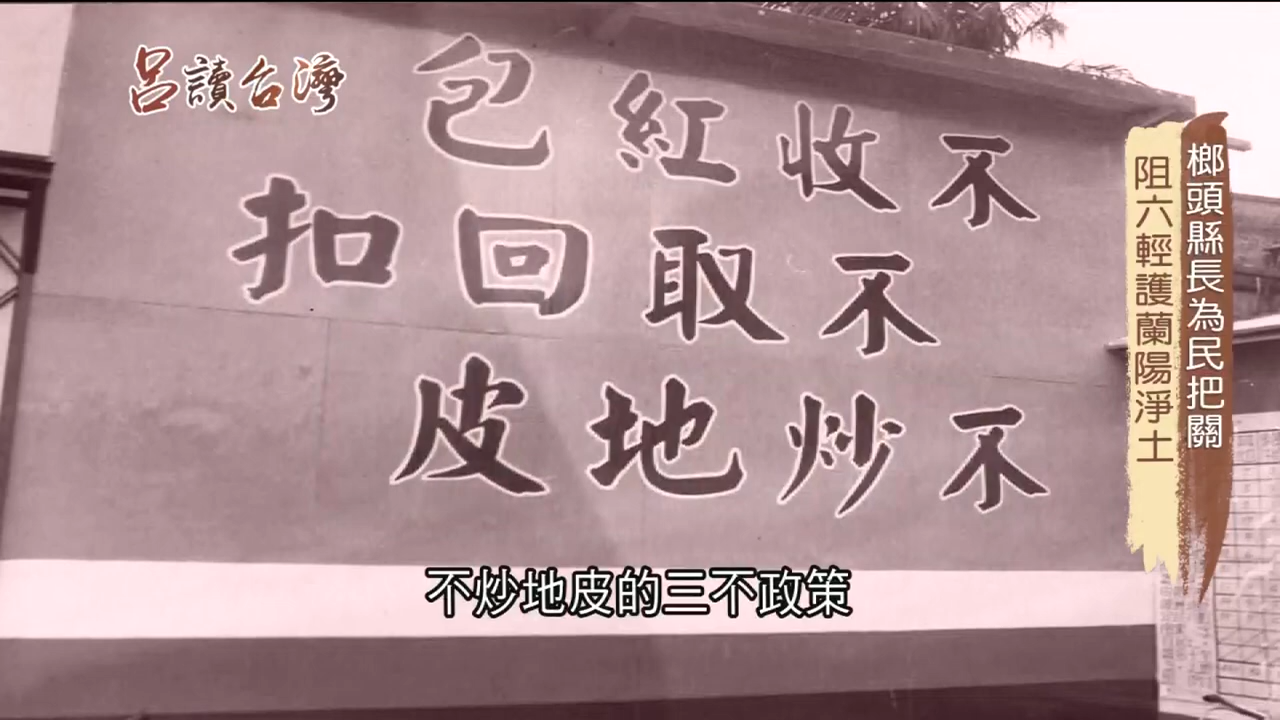 呂讀台灣
不收紅包
不取回扣
不炒地皮
榔頭縣長為民把關
阻六輕護蘭陽淨土
不炒地皮的三不政策